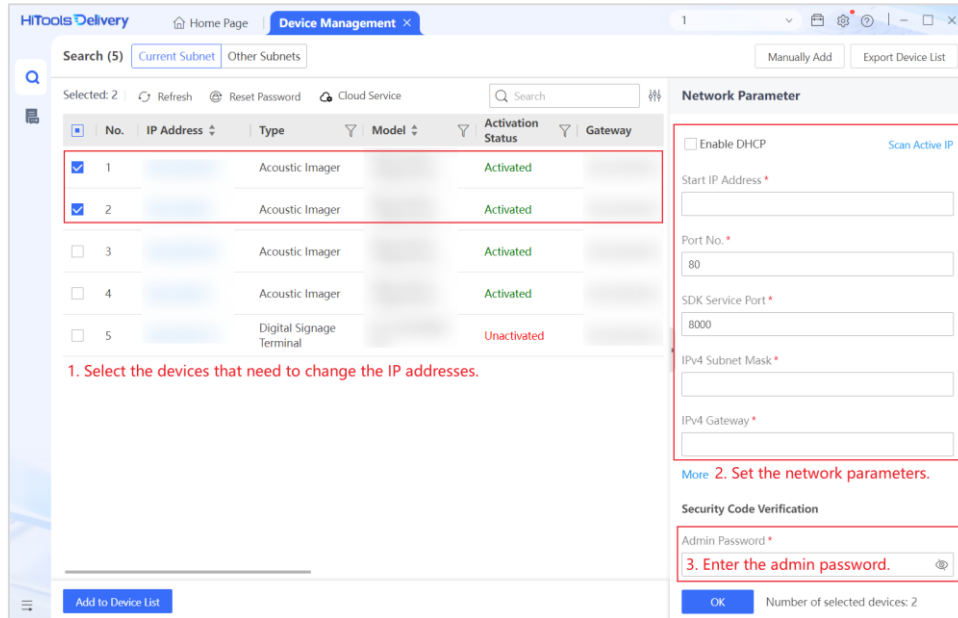 HiTools Delivery
Home Page
Device Management ×
1
Search (5)
Current Subnet
Other Subnets
Manually Add
Export Device List
Selected: 2
Refresh
Reset Password
Cloud Service
Search
Network Parameter
No.
IP Address
Type
Model
Activation Status
Gateway
1 Acoustic Imager Activated
2 Acoustic Imager Activated
3 Acoustic Imager Activated
4 Acoustic Imager Activated
5 Digital Signage Terminal Unactivated
1. Select the devices that need to change the IP addresses.
Enable DHCP
Scan Active IP
Start IP Address *
Port No. *
80
SDK Service Port *
8000
IPv4 Subnet Mask *
IPv4 Gateway *
More
2. Set the network parameters.
Security Code Verification
Admin Password *
3. Enter the admin password.
Add to Device List
OK
Number of selected devices: 2